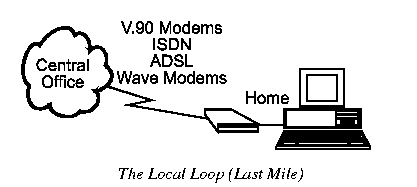 V.90 Modems
ISDN
ADSL
Wave Modems
Central
Office
Home
The Local Loop (Last Mile)